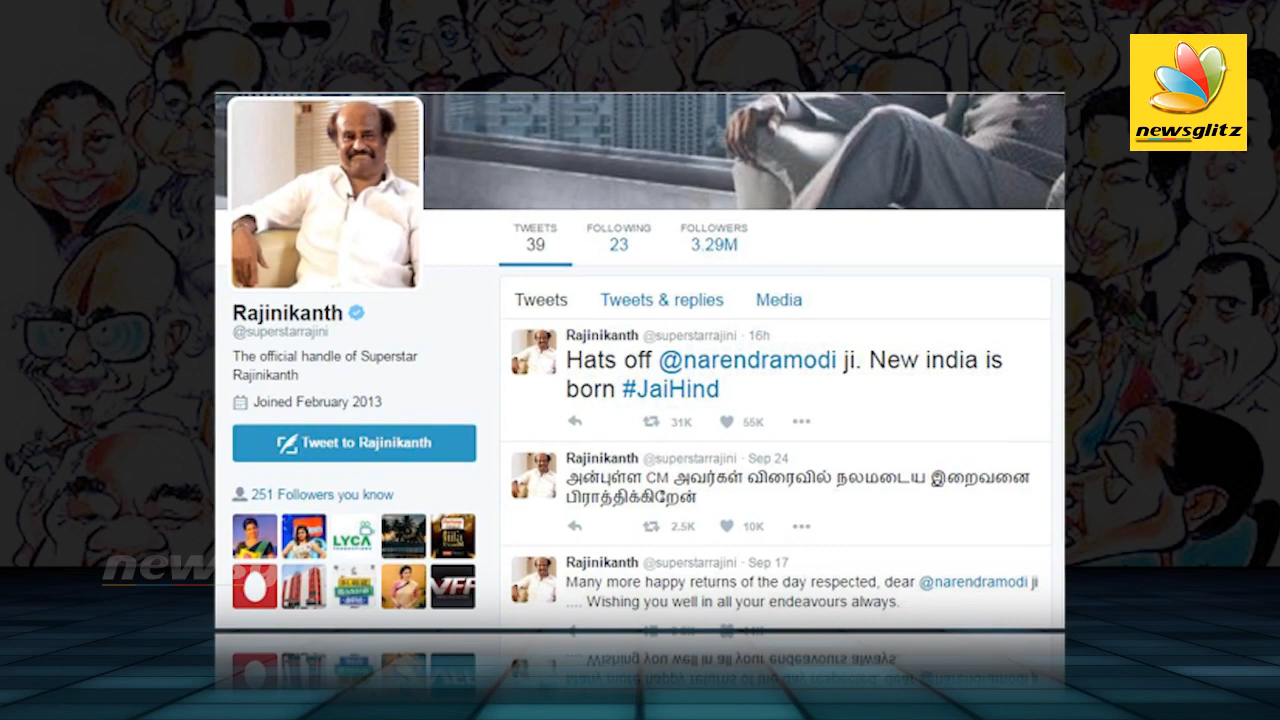 newsglitz
TWEETS
39
FOLLOWING
23
FOLLOWERS
3.29M
Rajinikanth
@superstarrajini
The official handle of Superstar
Rajinikanth
Joined February 2013
Tweet to Rajinikanth
251 Followers you know
LYCA
Tweets
Tweets & replies
Media
Rajinikanth @superstarrajini · 16h
Hats off @narendramodi ji. New india is
born #JaiHind
31K
55K
Rajinikanth @superstarrajini · Sep 24
அன்புள்ள CM அவர்கள் விரைவில் நலமடைய இறைவனை
பிராத்திக்கிறேன்
2.5K
10K
Rajinikanth @superstarrajini · Sep 17
Many more happy returns of the day respected, dear @narendramodi ji
.... Wishing you well in all your endeavours always.